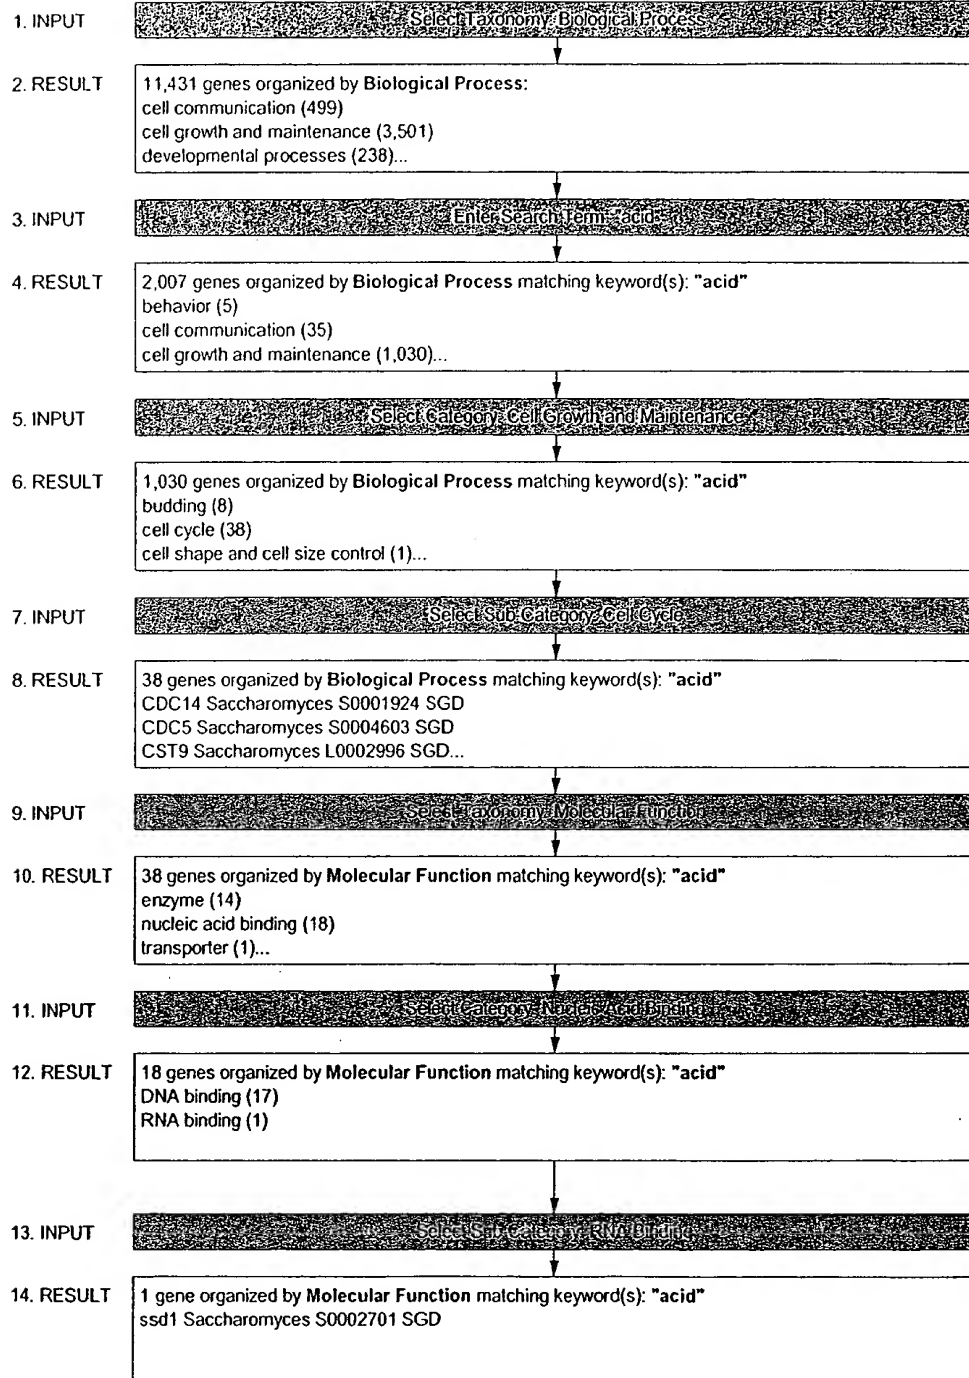 1. INPUT
Select Taxonomy: Biological Process
2. RESULT
11,431 genes organized by Biological Process:
cell communication (499)
cell growth and maintenance (3,501)
developmental processes (238)...
3. INPUT
Enter Search Term: "acid"
4. RESULT
2,007 genes organized by Biological Process matching keyword(s): "acid"
behavior (5)
cell communication (35)
cell growth and maintenance (1,030)...
5. INPUT
Select Category: Cell Growth and Maintenance
6. RESULT
1,030 genes organized by Biological Process matching keyword(s): "acid"
budding (8)
cell cycle (38)
cell shape and cell size control (1)...
7. INPUT
Select Sub-Category: Cell Cycle
8. RESULT
38 genes organized by Biological Process matching keyword(s): "acid"
CDC14 Saccharomyces S0001924 SGD
CDC5 Saccharomyces S0004603 SGD
CST9 Saccharomyces L0002996 SGD...
9. INPUT
Select Taxonomy: Molecular Function
10. RESULT
38 genes organized by Molecular Function matching keyword(s): "acid"
enzyme (14)
nucleic acid binding (18)
transporter (1)...
11. INPUT
Select Category: Nucleic Acid Binding
12. RESULT
18 genes organized by Molecular Function matching keyword(s): "acid"
DNA binding (17)
RNA binding (1)
13. INPUT
Select Sub-Category: RNA Binding
14. RESULT
1 gene organized by Molecular Function matching keyword(s): "acid"
ssd1 Saccharomyces S0002701 SGD